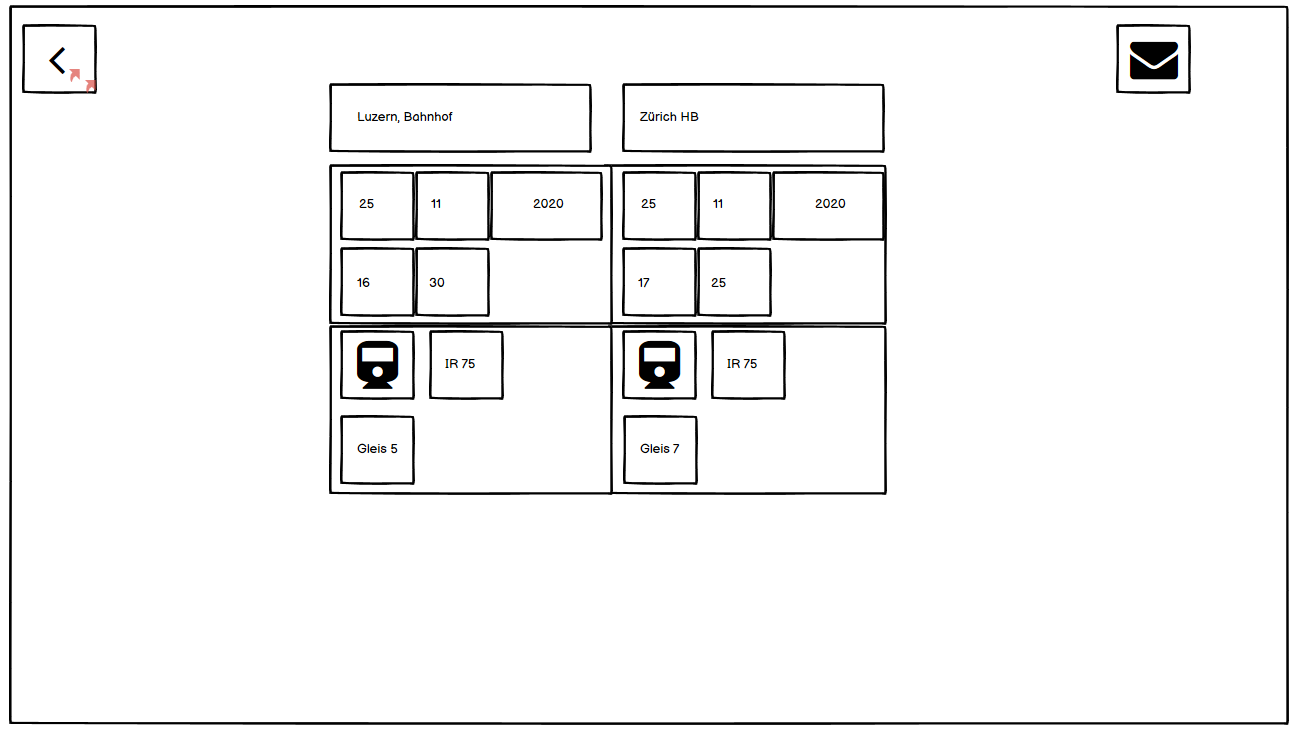 Luzern, Bahnhof Zürich HB
25 11 2020 25 11 2020
16 30 17 25
IR 75 IR 75
Gleis 5 Gleis 7